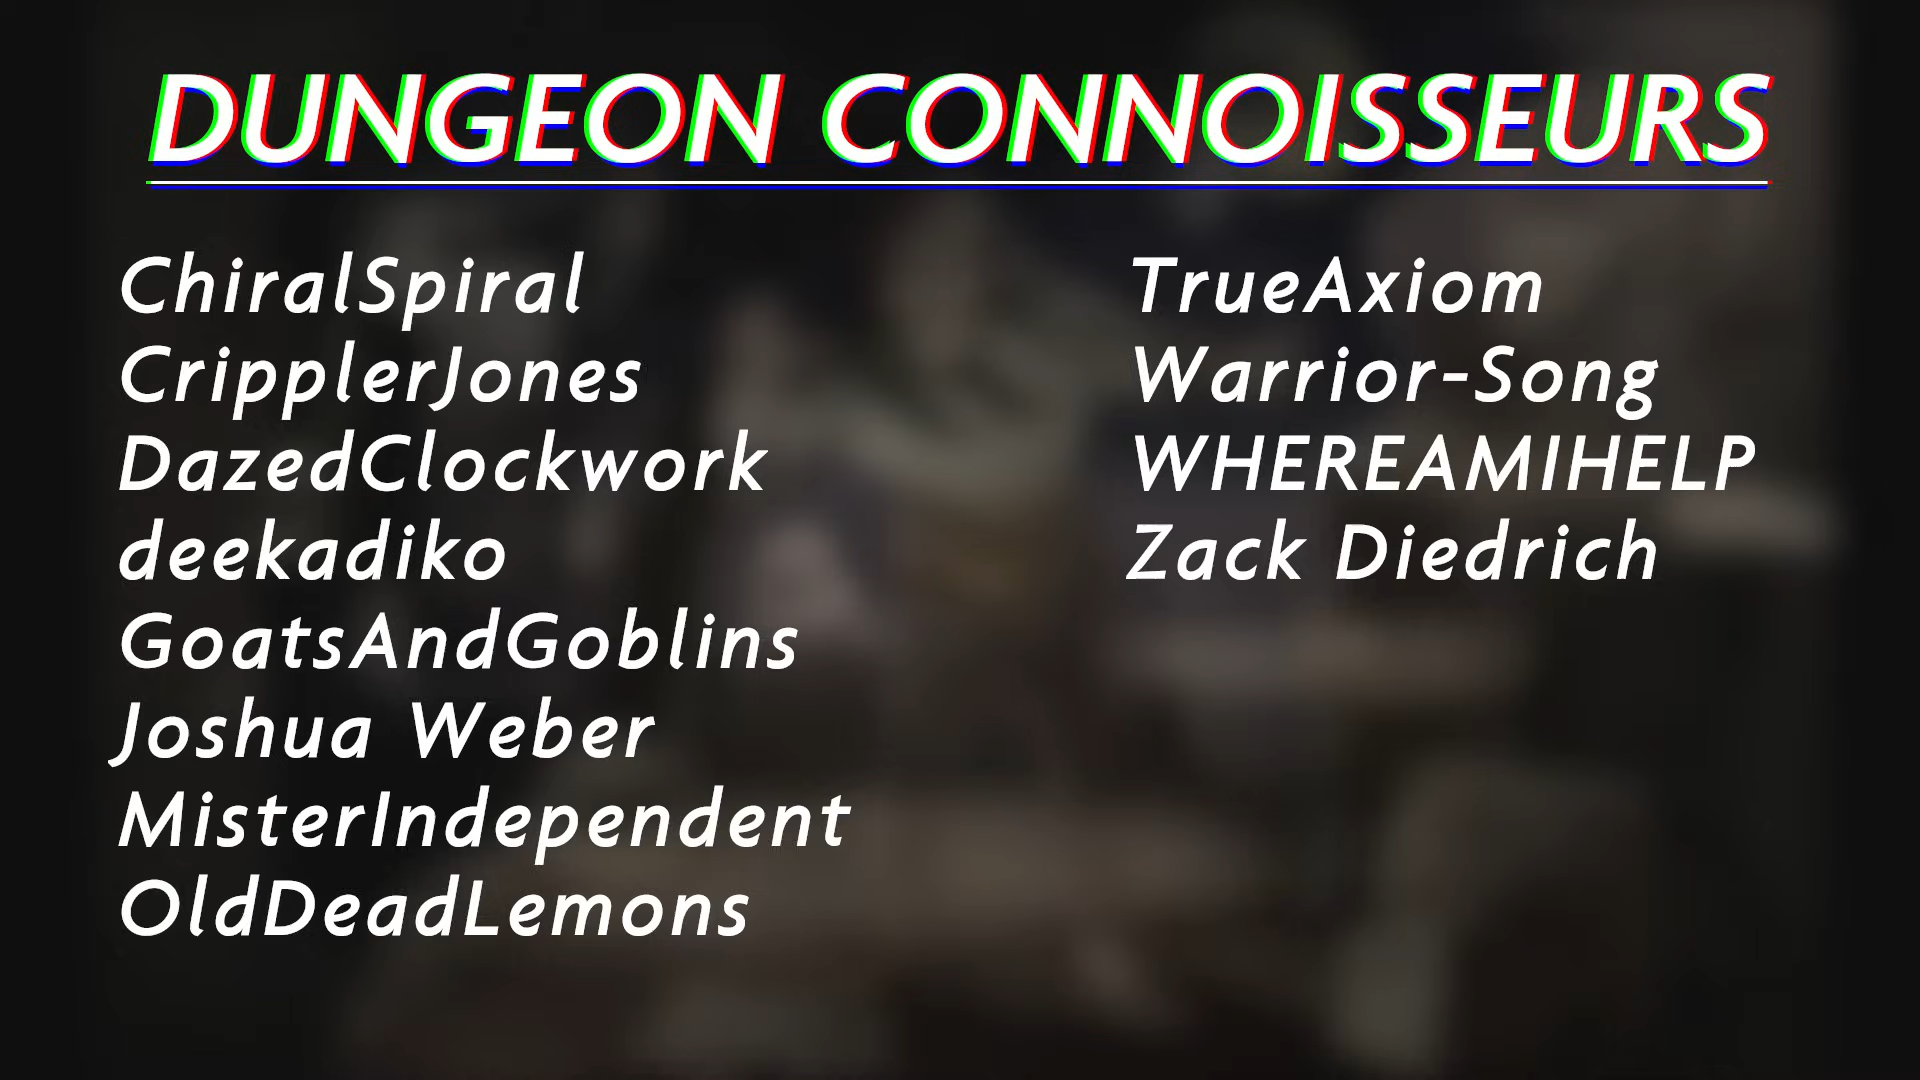 DUNGEON CONNOISSEURS
ChiralSpiral
CripplerJones
DazedClockwork
deekadiko
GoatsAndGoblins
Joshua Weber
MisterIndependent
OldDeadLemons
TrueAxiom
Warrior-Song
WHEREAMIHELP
Zack Diedrich